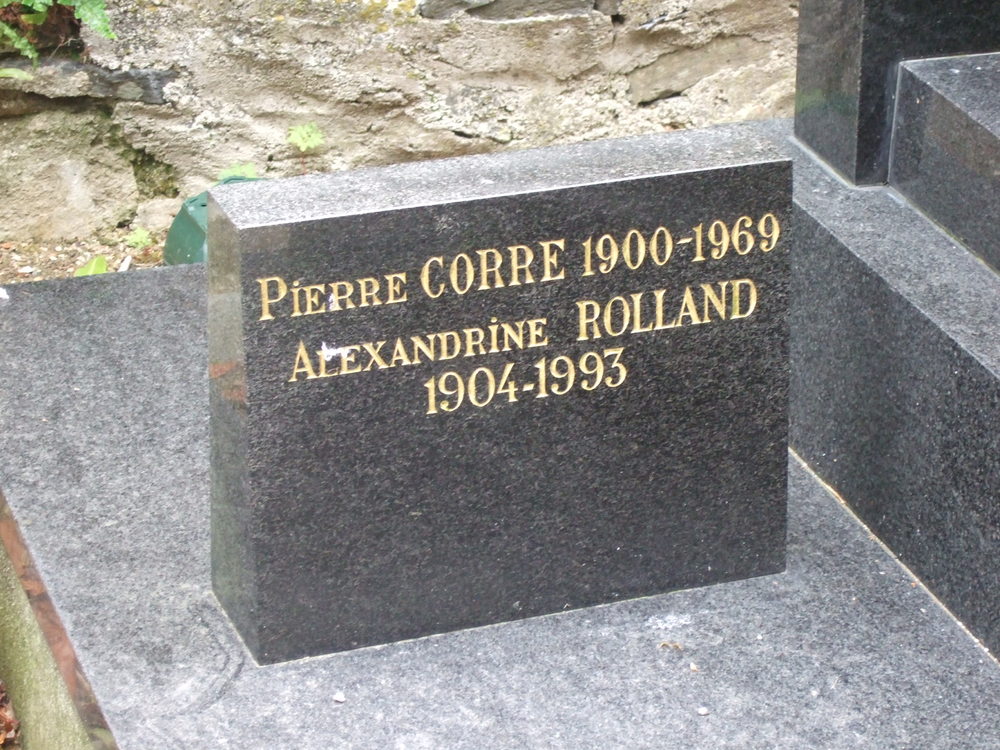 Pierre CORRE 1900-1969
Alexandrine ROLLAND
1904-1993